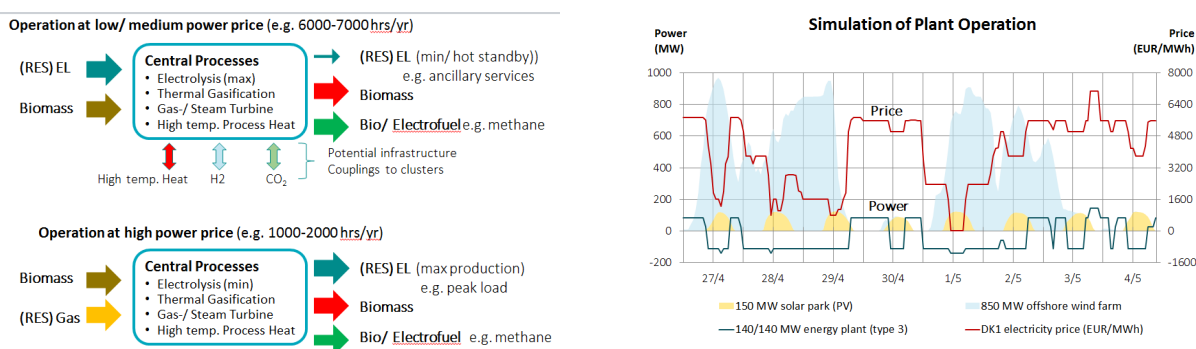 Operation at low/ medium power price (e.g. 6000-7000hrs/yr)
(RES) EL
Biomass
Central Processes
• Electrolysis (max)
• Thermal Gasification
• Gas-/ Steam Turbine
• High temp. Process Heat
(RES) EL (min/ hot standby))
e.g. ancillary services
Biomass
Bio/ Electrofuel e.g. methane
High temp. Heat
H2
CO2
Potential infrastructure
Couplings to clusters
Operation at high power price (e.g. 1000-2000 hrs/yr)
Biomass
(RES) Gas
Central Processes
• Electrolysis (min)
• Thermal Gasification
• Gas-/ Steam Turbine
• High temp. Process Heat
(RES) EL (max production)
e.g. peak load
Biomass
Bio/ Electrofuel e.g. methane
Simulation of Plant Operation
Power
(MW)
Price
(EUR/MWh)
1000
800
600
400
200
0
-200
8000
6400
4800
3200
1600
0
-1600
Price
Power
27/4 28/4 29/4 30/4 1/5 2/5 3/5 4/5
150 MW solar park (PV)
850 MW offshore wind farm
140/140 MW energy plant (type 3)
DK1 electricity price (EUR/MWh)